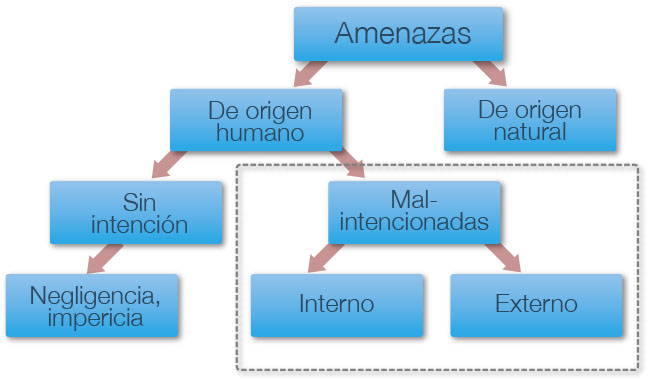 Amenazas
De origen
humano
De origen
natural
Sin
intención
Mal-
intencionadas
Negligencia,
impericia
Interno
Externo